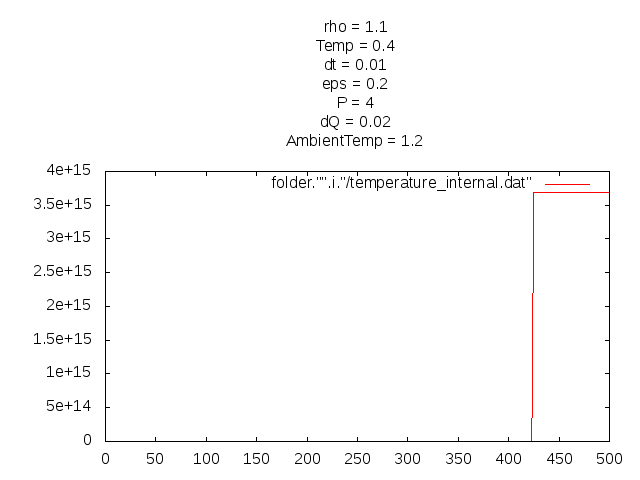 rho = 1.1
Temp = 0.4
dt = 0.01
eps = 0.2
P = 4
dQ = 0.02
AmbientTemp = 1.2
4e+15
folder."".i."/temperature_internal.dat"
3.5e+15
3e+15
2.5e+15
2e+15
1.5e+15
1e+15
5e+14
0
0 50 100 150 200 250 300 350 400 450 500